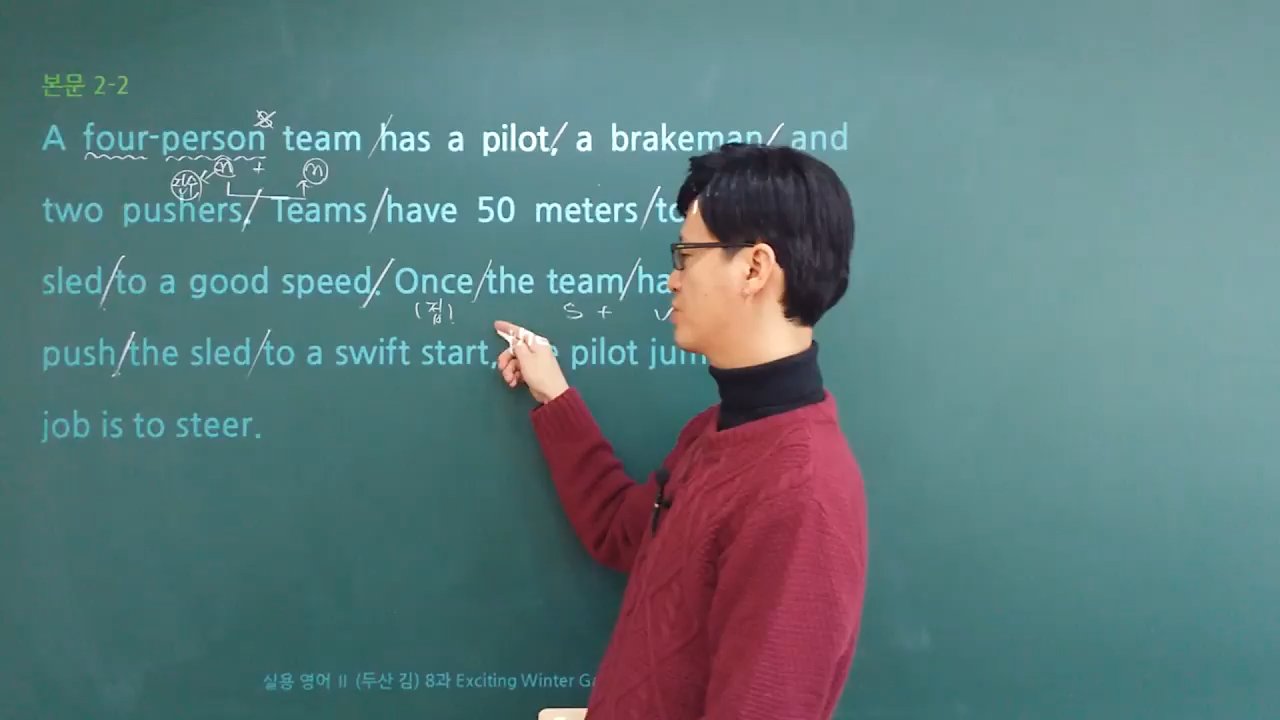 본문 2-2
A four-person team / has a pilot, / a brakeman / and
n + n
two pushers. / Teams / have 50 meters / to
sled / to a good speed. / Once / the team / ha
(접) S + V
push / the sled / to a swift start, pilot jum
job is to steer.
실용 영어 II (두산 김) 8과 Exciting Winter Ga